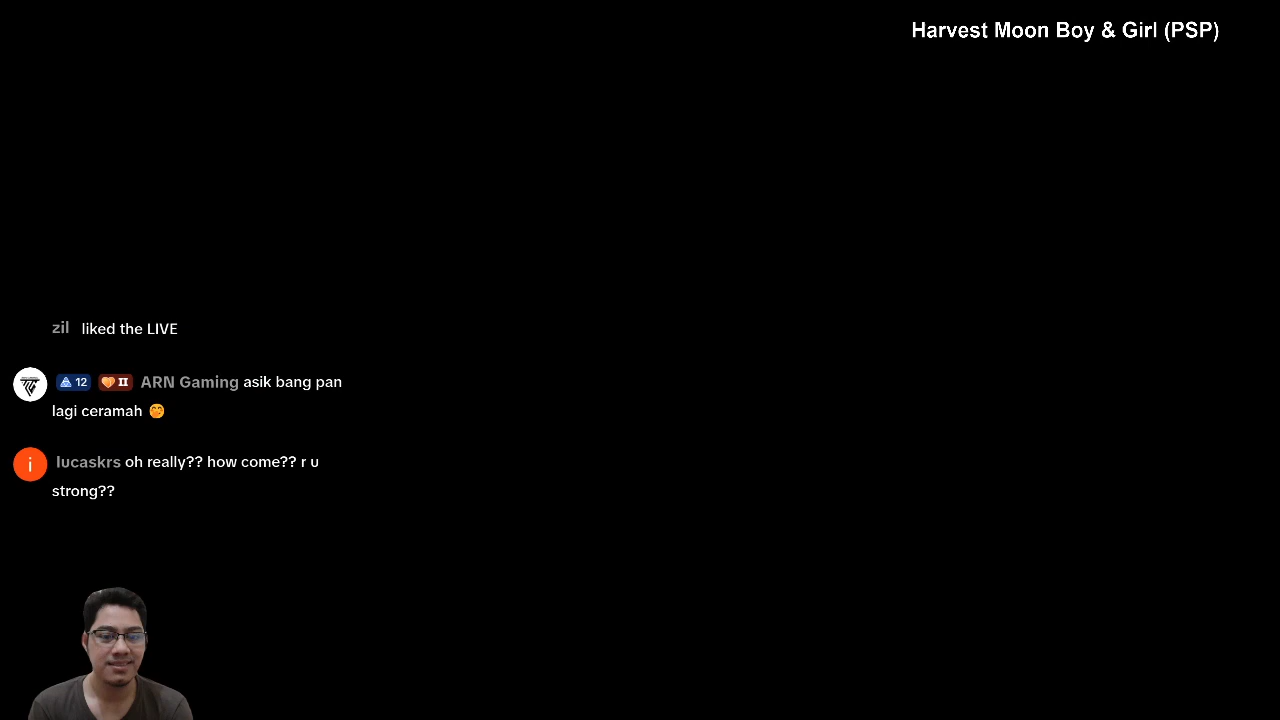 Harvest Moon Boy & Girl (PSP)
zil liked the LIVE
12 II ARN Gaming asik bang pan
lagi ceramah 🤭
i lucaskrs oh really?? how come?? r u
strong??